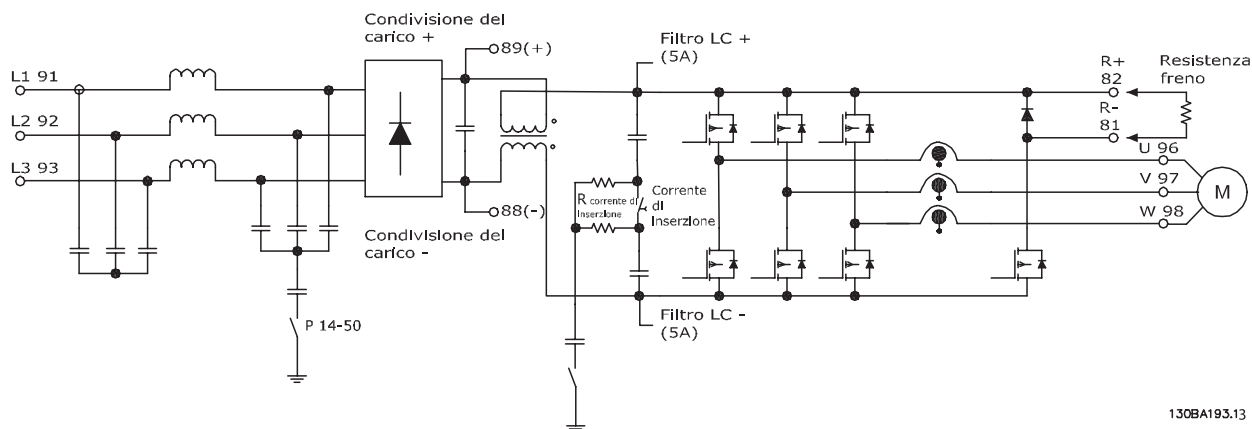 Condivisione del
carico +
89(+)
Filtro LC +
(5A)
R+
82
Resistenza
freno
L1 91
L2 92
L3 93
R-
81
U 96
V 97
W 98
M
R corrente di
Inserzione
Corrente
di
Inserzione
88(-)
Condivisione del
carico -
P 14-50
Filtro LC -
(5A)
130BA193.13